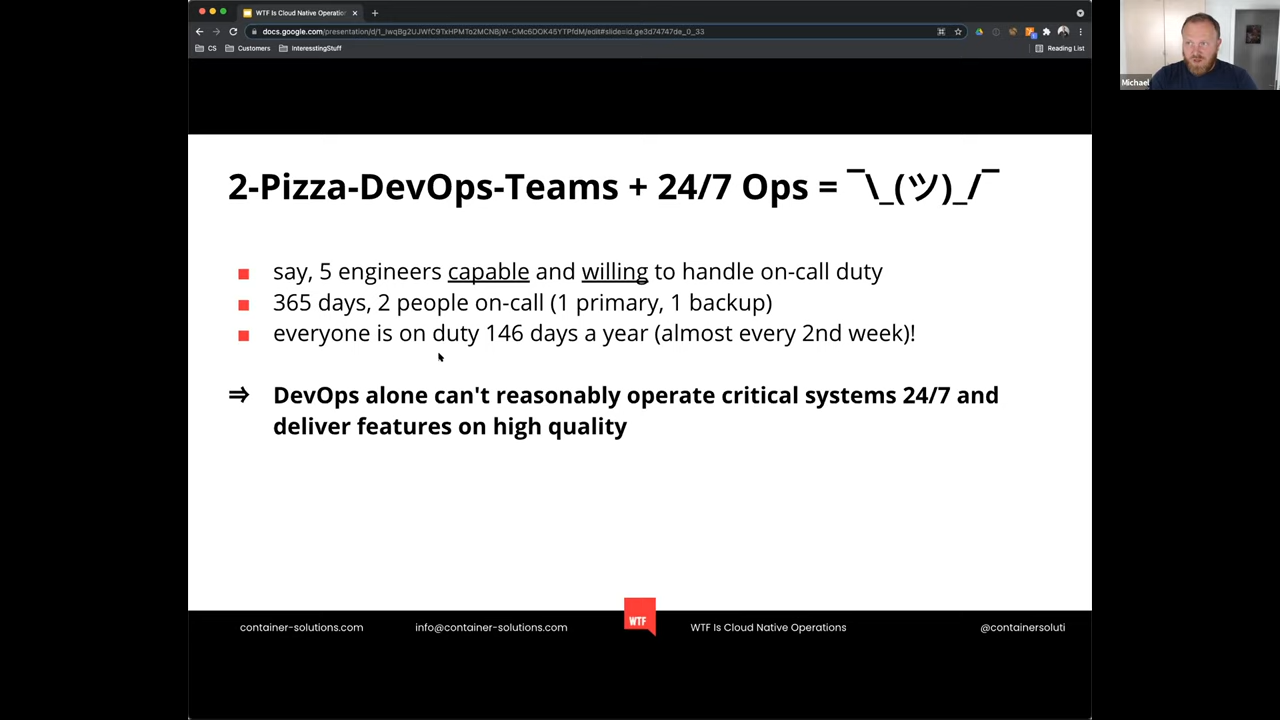 WTF Is Cloud Native Operation
docs.google.com/presentation/d/1_IwqBg2UJWfC9TxHPMTo2MCNBjW-CMc6DOK45YTPfdM/edit#slide=id.ge3d74747de_0_33
CS Customers InteresstingStuff Reading List
Michael
2-Pizza-DevOps-Teams + 24/7 Ops = ¯\_(ツ)_/¯
■ say, 5 engineers capable and willing to handle on-call duty
■ 365 days, 2 people on-call (1 primary, 1 backup)
■ everyone is on duty 146 days a year (almost every 2nd week)!
⇒ DevOps alone can't reasonably operate critical systems 24/7 and
deliver features on high quality
container-solutions.com info@container-solutions.com WTF WTF Is Cloud Native Operations @containersoluti